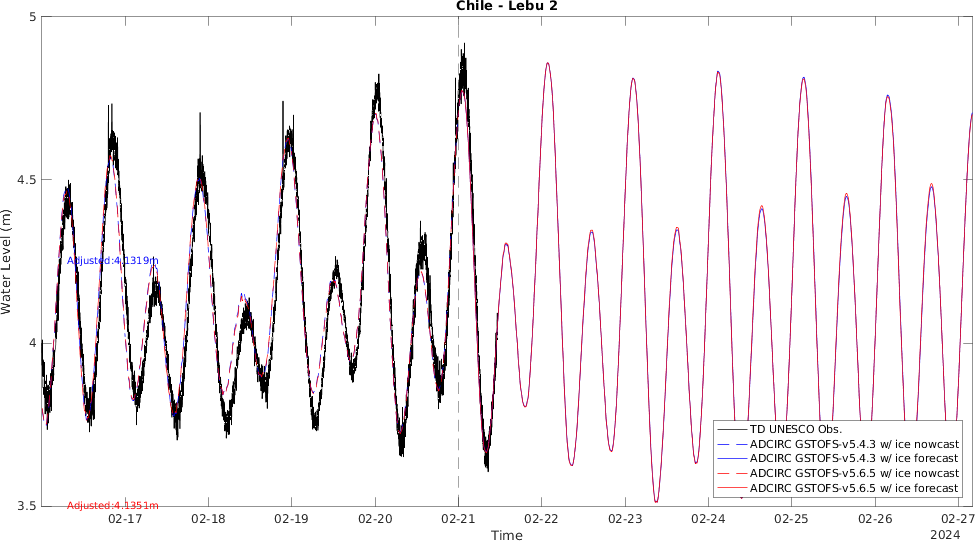 Chile - Lebu 2
5
4.5
4
3.5
Water Level (m)
Adjusted:4.1319m
Adjusted:4.1351m
TD UNESCO Obs.
ADCIRC GSTOFS-v5.4.3 w/ ice nowcast
ADCIRC GSTOFS-v5.4.3 w/ ice forecast
ADCIRC GSTOFS-v5.6.5 w/ ice nowcast
ADCIRC GSTOFS-v5.6.5 w/ ice forecast
02-17 02-18 02-19 02-20 02-21 02-22 02-23 02-24 02-25 02-26 02-27
Time
2024